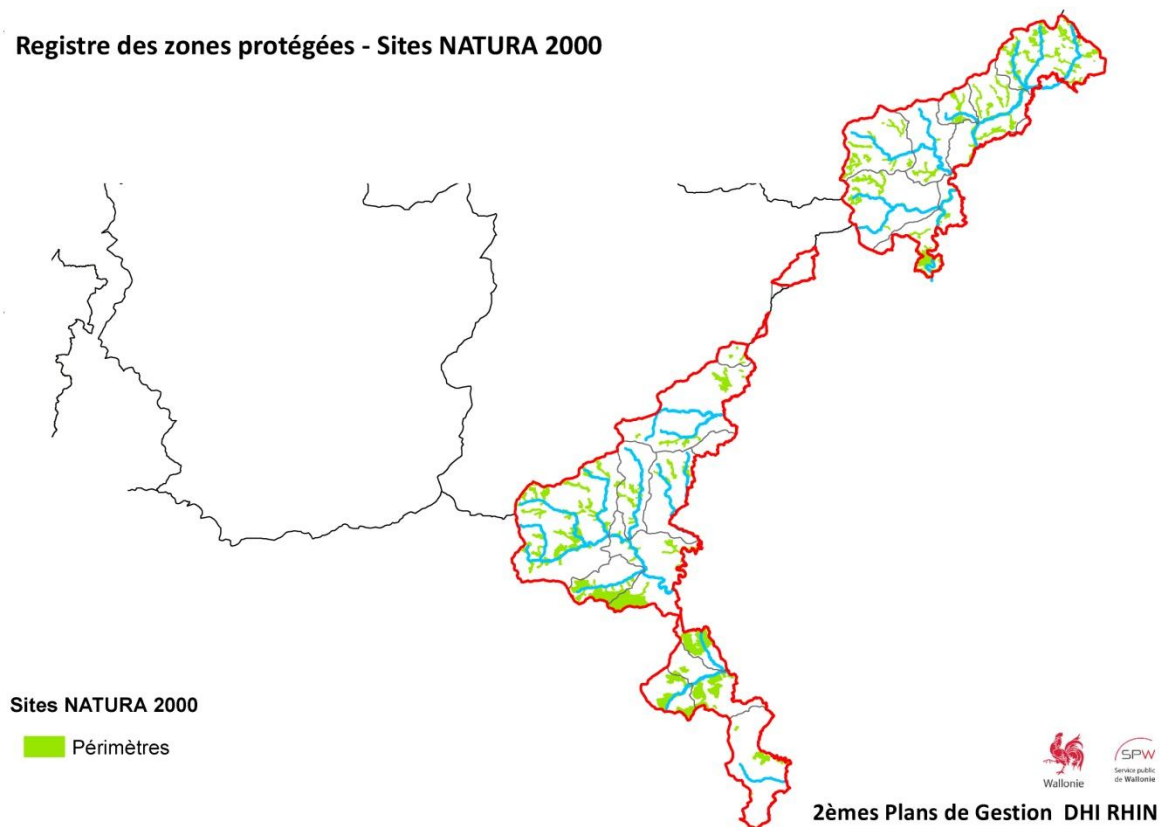 Registre des zones protégées - Sites NATURA 2000
Sites NATURA 2000
Périmètres
Wallonie
SPW
Service public
de Wallonie
2èmes Plans de Gestion DHI RHIN